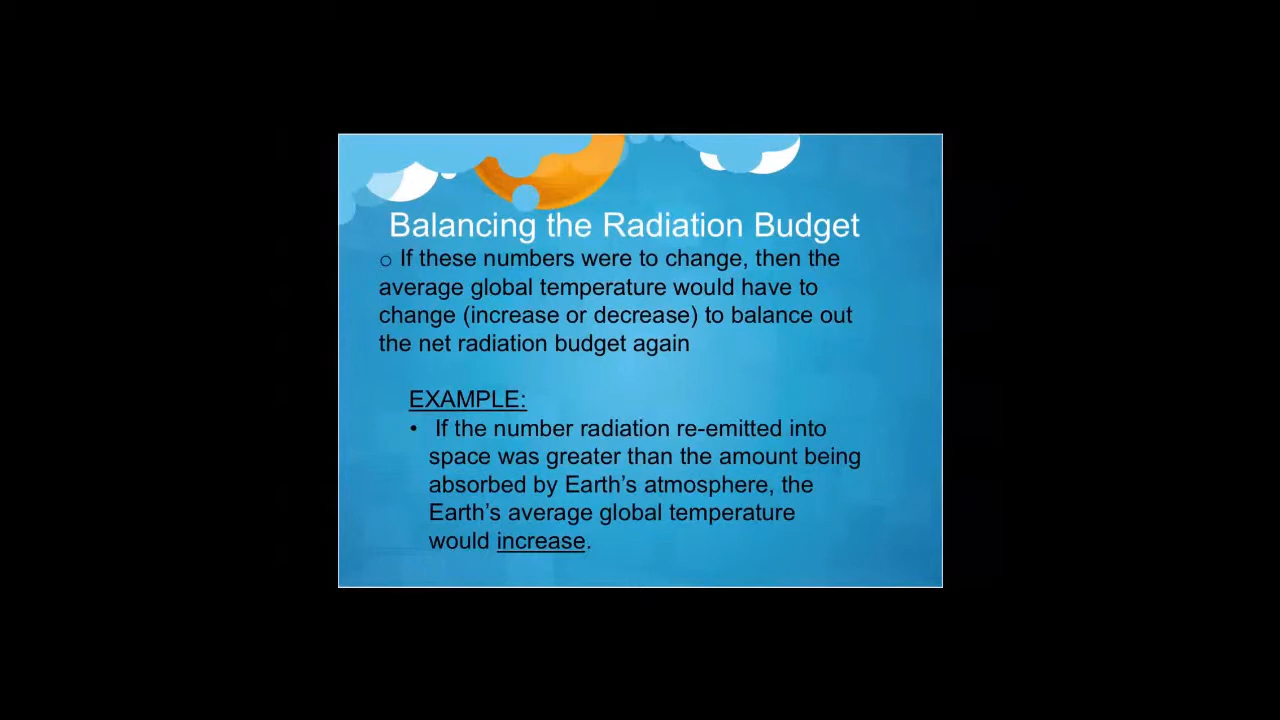 Balancing the Radiation Budget
o If these numbers were to change, then the
average global temperature would have to
change (increase or decrease) to balance out
the net radiation budget again
EXAMPLE:
• If the number radiation re-emitted into
space was greater than the amount being
absorbed by Earth’s atmosphere, the
Earth’s average global temperature
would increase.